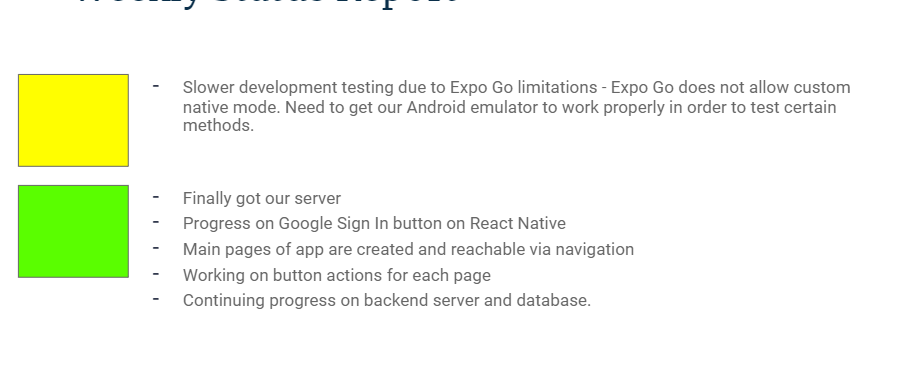 Weekly Status Report
- Slower development testing due to Expo Go limitations - Expo Go does not allow custom
native mode. Need to get our Android emulator to work properly in order to test certain
methods.
- Finally got our server
- Progress on Google Sign In button on React Native
- Main pages of app are created and reachable via navigation
- Working on button actions for each page
- Continuing progress on backend server and database.